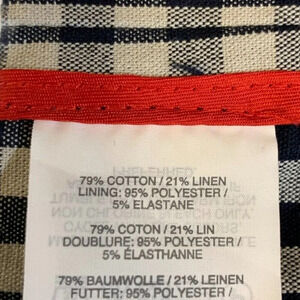 79% COTTON / 21% LINEN
LINING: 95% POLYESTER /
5% ELASTANE
79% COTON / 21% LIN
DOUBLURE: 95% POLYESTER /
5% ÉLASTHANNE
79% BAUMWOLLE / 21% LEINEN
FUTTER: 95% POLYESTER /